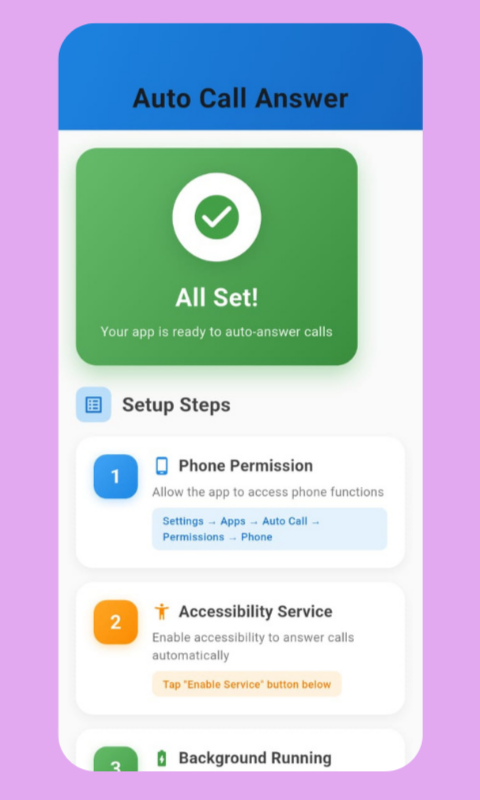 Auto Call Answer
All Set!
Your app is ready to auto-answer calls
Setup Steps
1
Phone Permission
Allow the app to access phone functions
Settings → Apps → Auto Call →
Permissions → Phone
2
Accessibility Service
Enable accessibility to answer calls
automatically
Tap "Enable Service" button below
3
Background Running